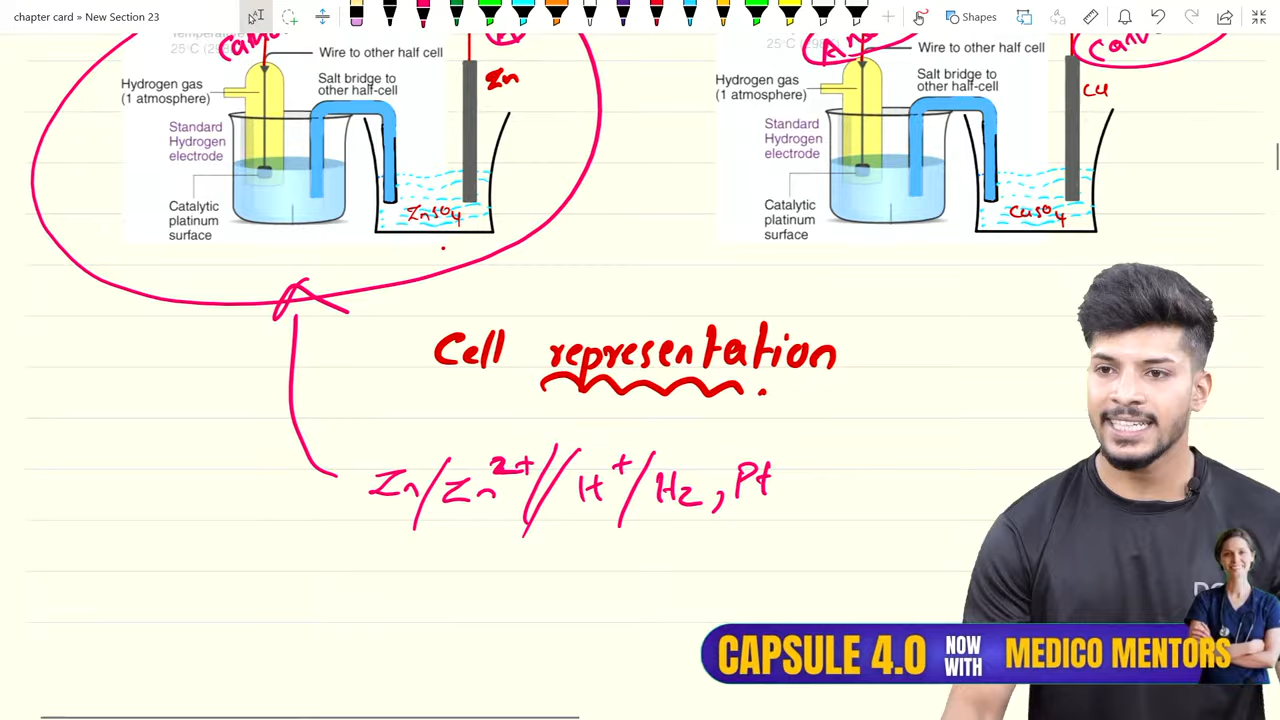 chapter card » New Section 23
Shapes
Temperature
25°C (298
Wire to other half cell
Hydrogen gas
(1 atmosphere)
Salt bridge to
other half-cell
Standard
Hydrogen
electrode
Catalytic
platinum
surface
Zn
ZnSO4
Wire to other half cell
Hydrogen gas
(1 atmosphere)
Salt bridge to
other half-cell
Standard
Hydrogen
electrode
Catalytic
platinum
surface
Cu
CuSO4
Cell representation.
Zn/Zn²⁺//H⁺/H₂, Pt
CAPSULE 4.0 NOW WITH MEDICO MENTORS